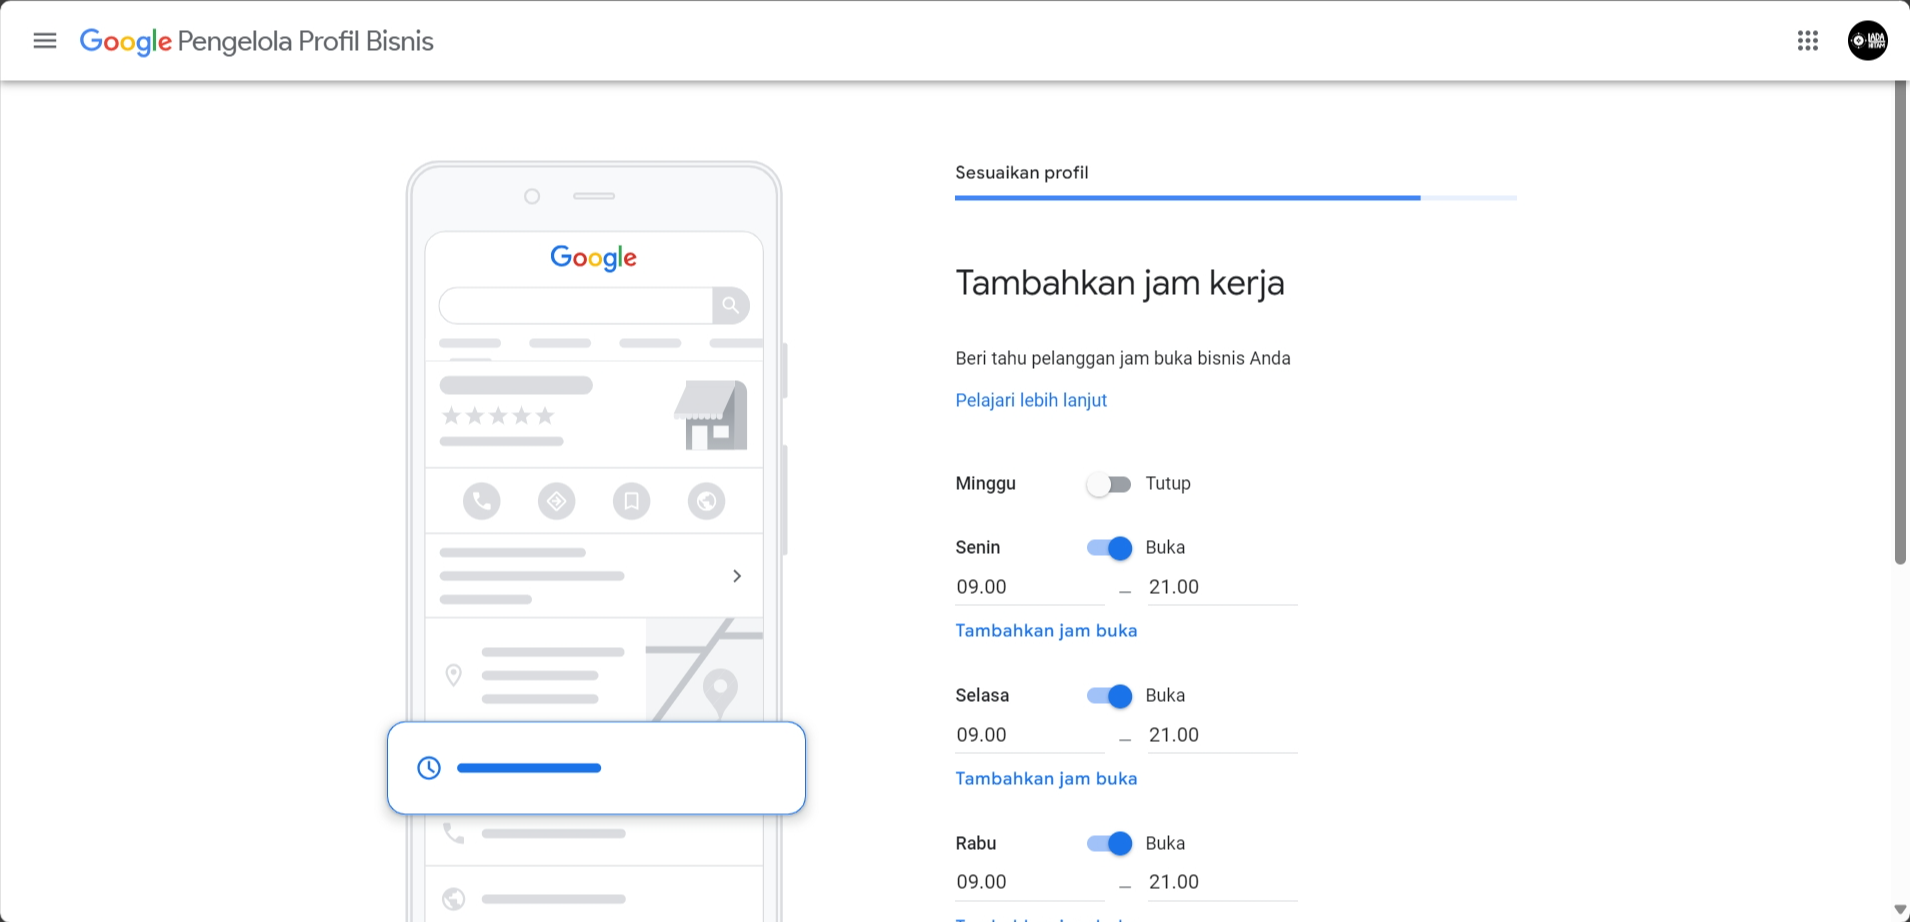 Google Pengelola Profil Bisnis
LADA
HITAM
Google
Sesuaikan profil
Tambahkan jam kerja
Beri tahu pelanggan jam buka bisnis Anda
Pelajari lebih lanjut
Minggu Tutup
Senin Buka
09.00 – 21.00
Tambahkan jam buka
Selasa Buka
09.00 – 21.00
Tambahkan jam buka
Rabu Buka
09.00 – 21.00